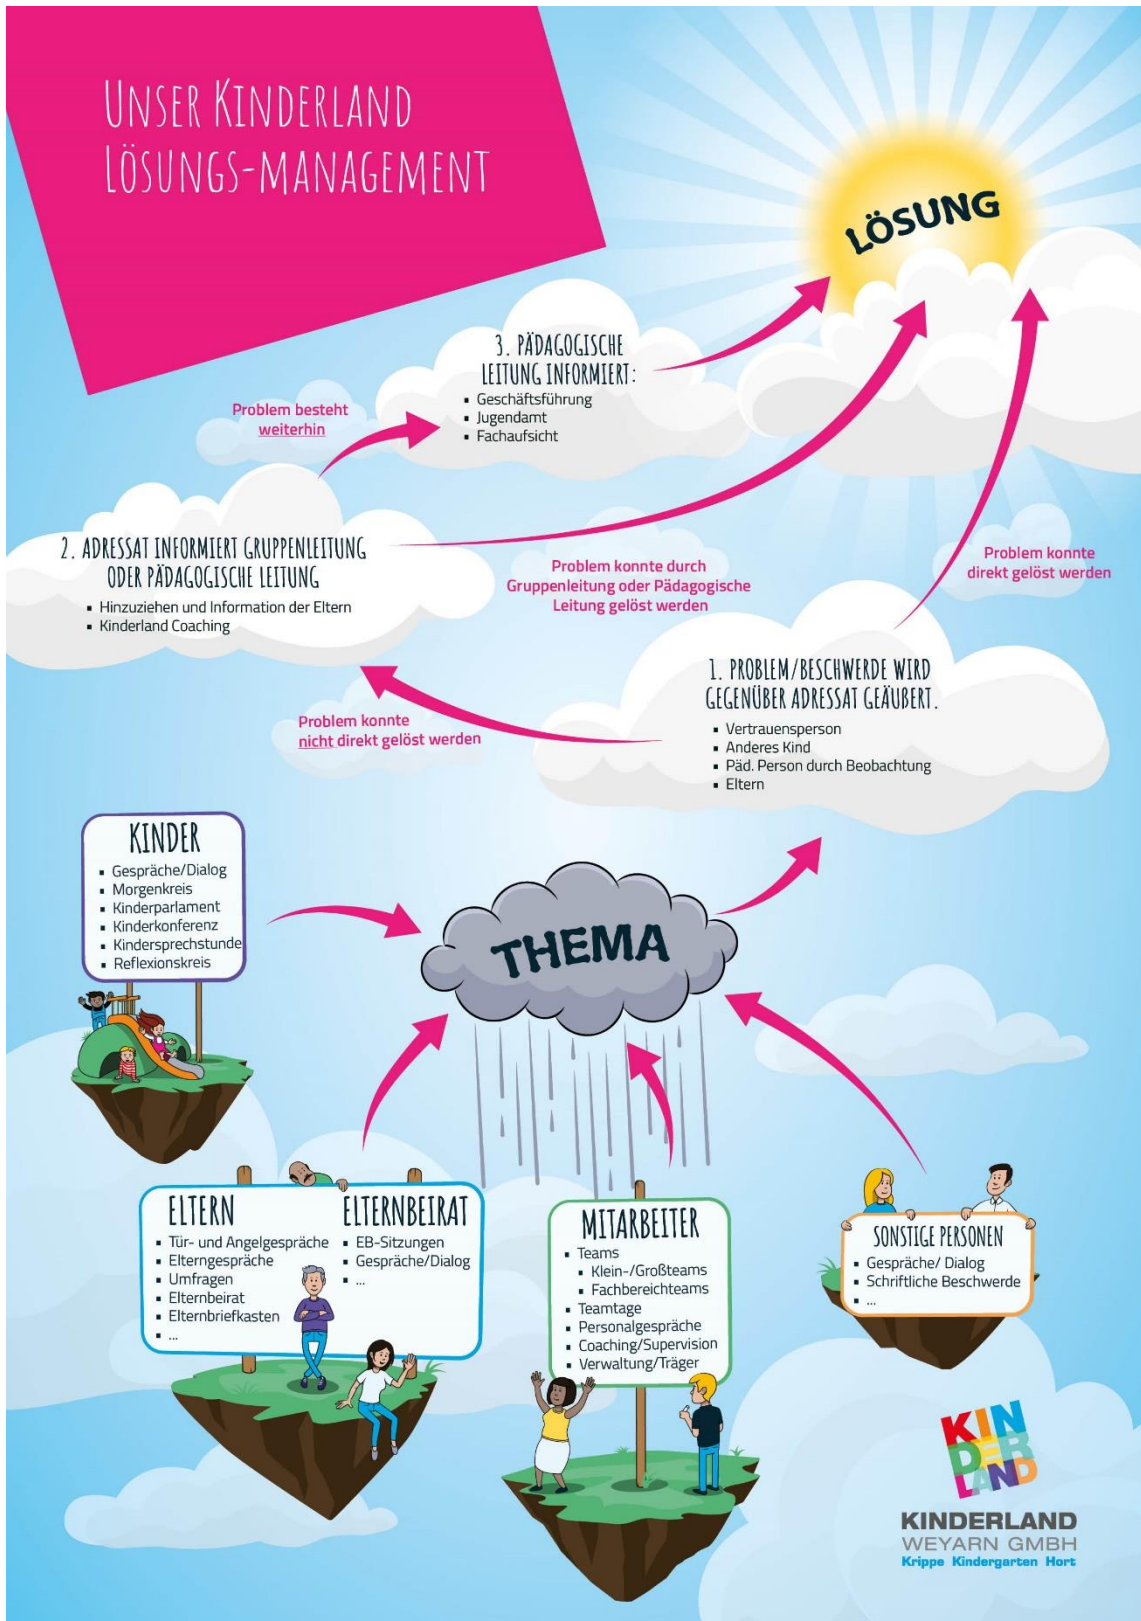 UNSER KINDERLAND
LÖSUNGS-MANAGEMENT
LÖSUNG
3. PÄDAGOGISCHE
LEITUNG INFORMIERT:
▪ Geschäftsführung
▪ Jugendamt
▪ Fachaufsicht
Problem besteht
weiterhin
2. ADRESSAT INFORMIERT GRUPPENLEITUNG
ODER PÄDAGOGISCHE LEITUNG
▪ Hinzuziehen und Information der Eltern
▪ Kinderland Coaching
Problem konnte durch
Gruppenleitung oder Pädagogische
Leitung gelöst werden
Problem konnte
direkt gelöst werden
1. PROBLEM/BESCHWERDE WIRD
GEGENÜBER ADRESSAT GEÄUßERT.
▪ Vertrauensperson
▪ Anderes Kind
▪ Päd. Person durch Beobachtung
▪ Eltern
Problem konnte
nicht direkt gelöst werden
KINDER
▪ Gespräche/Dialog
▪ Morgenkreis
▪ Kinderparlament
▪ Kinderkonferenz
▪ Kindersprechstunde
▪ Reflexionskreis
THEMA
ELTERN
▪ Tür- und Angelgespräche
▪ Elterngespräche
▪ Umfragen
▪ Elternbeirat
▪ Elternbriefkasten
▪ ...
ELTERNBEIRAT
▪ EB-Sitzungen
▪ Gespräche/Dialog
▪ ...
MITARBEITER
▪ Teams
▪ Klein-/Großteams
▪ Fachbereichteams
▪ Teamtage
▪ Personalgespräche
▪ Coaching/Supervision
▪ Verwaltung/Träger
SONSTIGE PERSONEN
▪ Gespräche/ Dialog
▪ Schriftliche Beschwerde
▪ ...
KIN
DER
LAND
KINDERLAND
WEYARN GMBH
Krippe Kindergarten Hort